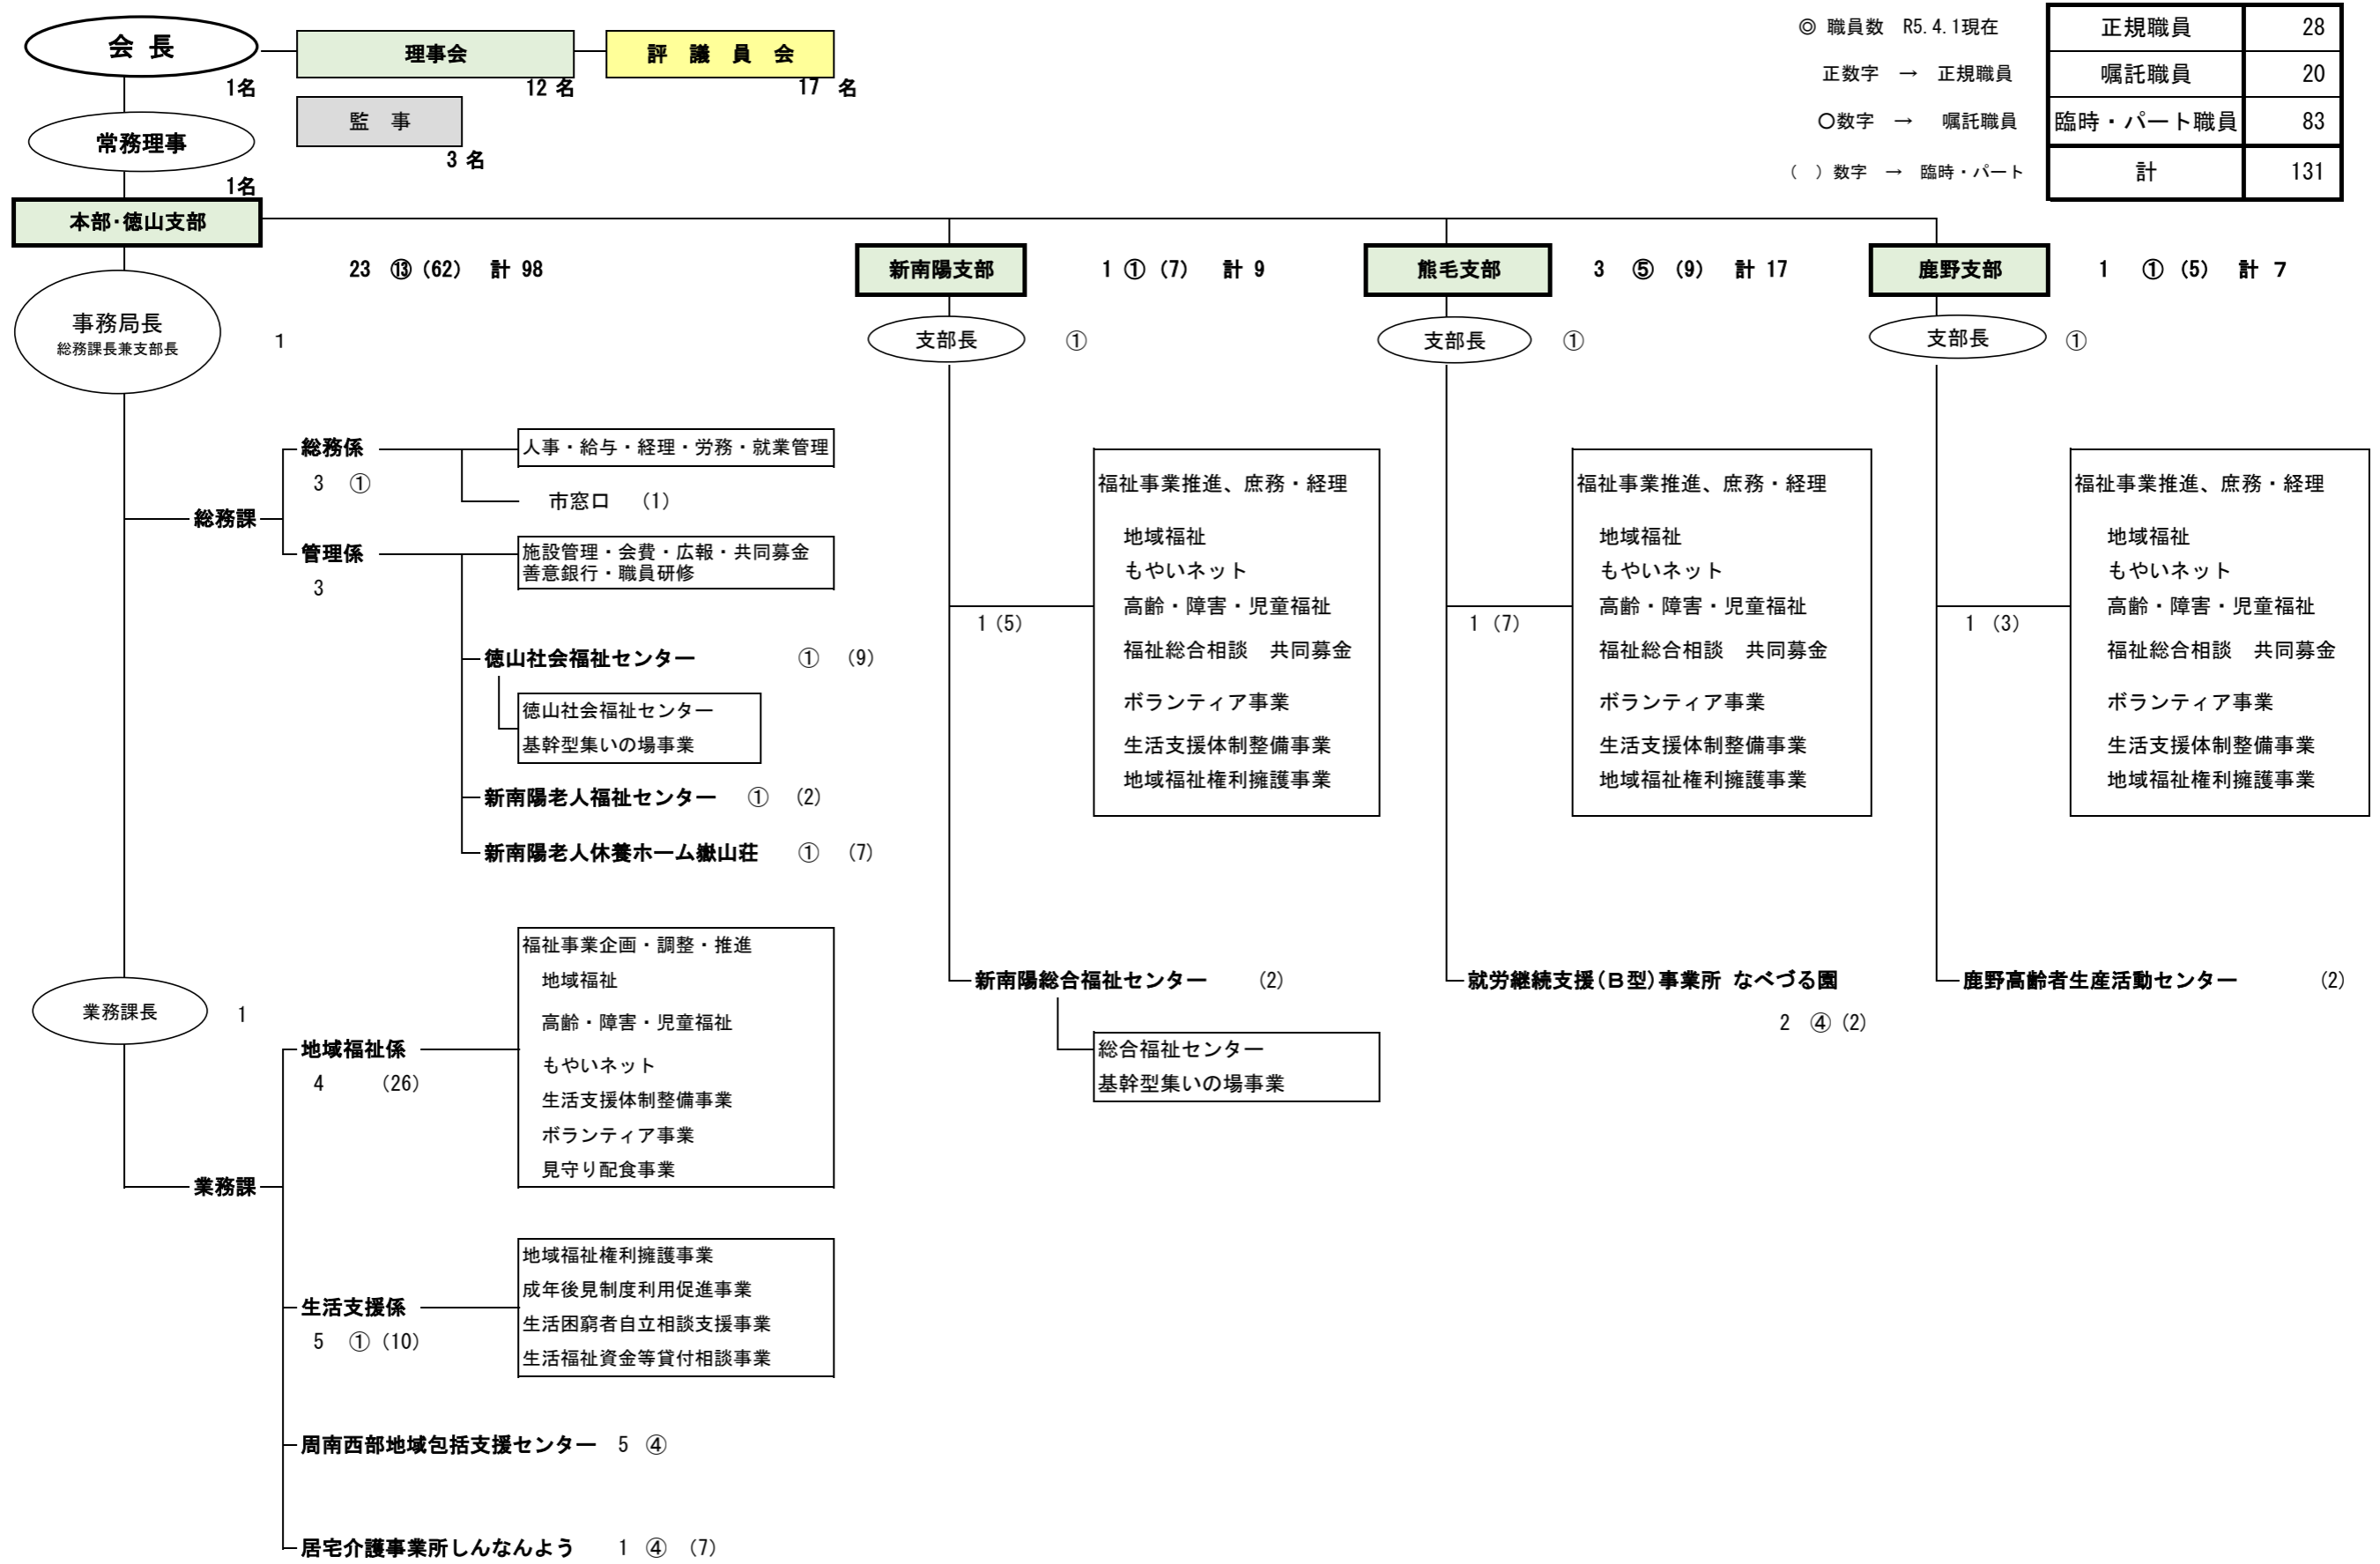 会 長
1名
理事会
12 名
評 議 員 会
17 名
監 事
3 名
常務理事
1名
◎ 職員数 R5.4.1現在
正数字 → 正規職員
〇数字 → 嘱託職員
( )数字 → 臨時・パート
正規職員 28
嘱託職員 20
臨時・パート職員 83
計 131
本部･徳山支部
23 ⑬ (62) 計 98
新南陽支部
1 ① (7) 計 9
熊毛支部
3 ⑤ (9) 計 17
鹿野支部
1 ① (5) 計 7
事務局長
総務課長兼支部長
1
支部長 ①
支部長 ①
支部長 ①
総務課
総務係
3 ①
人事・給与・経理・労務・就業管理
市窓口 (1)
管理係
3
施設管理・会費・広報・共同募金
善意銀行・職員研修
徳山社会福祉センター ① (9)
徳山社会福祉センター
基幹型集いの場事業
新南陽老人福祉センター ① (2)
新南陽老人休養ホーム嶽山荘 ① (7)
業務課長
1
業務課
地域福祉係
4 (26)
福祉事業企画・調整・推進
地域福祉
高齢・障害・児童福祉
もやいネット
生活支援体制整備事業
ボランティア事業
見守り配食事業
生活支援係
5 ① (10)
地域福祉権利擁護事業
成年後見制度利用促進事業
生活困窮者自立相談支援事業
生活福祉資金等貸付相談事業
周南西部地域包括支援センター 5 ④
居宅介護事業所しんなんよう 1 ④ (7)
1 (5)
福祉事業推進、庶務・経理
地域福祉
もやいネット
高齢・障害・児童福祉
福祉総合相談 共同募金
ボランティア事業
生活支援体制整備事業
地域福祉権利擁護事業
新南陽総合福祉センター (2)
総合福祉センター
基幹型集いの場事業
1 (7)
福祉事業推進、庶務・経理
地域福祉
もやいネット
高齢・障害・児童福祉
福祉総合相談 共同募金
ボランティア事業
生活支援体制整備事業
地域福祉権利擁護事業
就労継続支援(Ｂ型)事業所 なべづる園
2 ④ (2)
1 (3)
福祉事業推進、庶務・経理
地域福祉
もやいネット
高齢・障害・児童福祉
福祉総合相談 共同募金
ボランティア事業
生活支援体制整備事業
地域福祉権利擁護事業
鹿野高齢者生産活動センター (2)